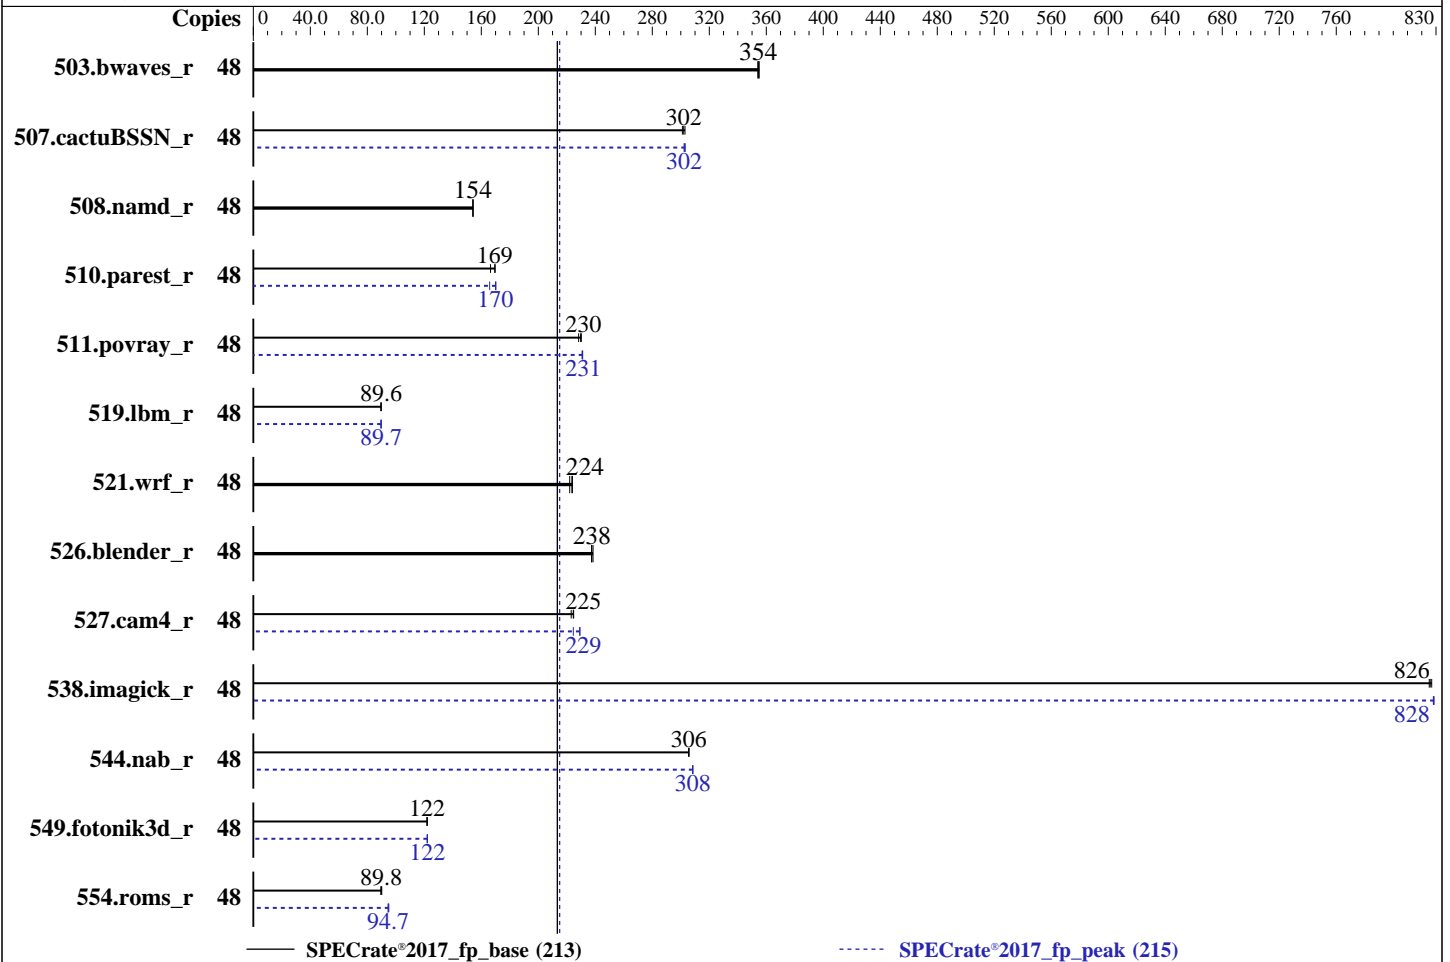 Copies 0 40.0 80.0 120 160 200 240 280 320 360 400 440 480 520 560 600 640 680 720 760 830
503.bwaves_r 48 354
507.cactuBSSN_r 48 302
302
508.namd_r 48 154
510.parest_r 48 169
170
511.povray_r 48 230
231
519.lbm_r 48 89.6
89.7
521.wrf_r 48 224
526.blender_r 48 238
527.cam4_r 48 225
229
538.imagick_r 48 826
828
544.nab_r 48 306
308
549.fotonik3d_r 48 122
122
554.roms_r 48 89.8
94.7
SPECrate®2017_fp_base (213) SPECrate®2017_fp_peak (215)